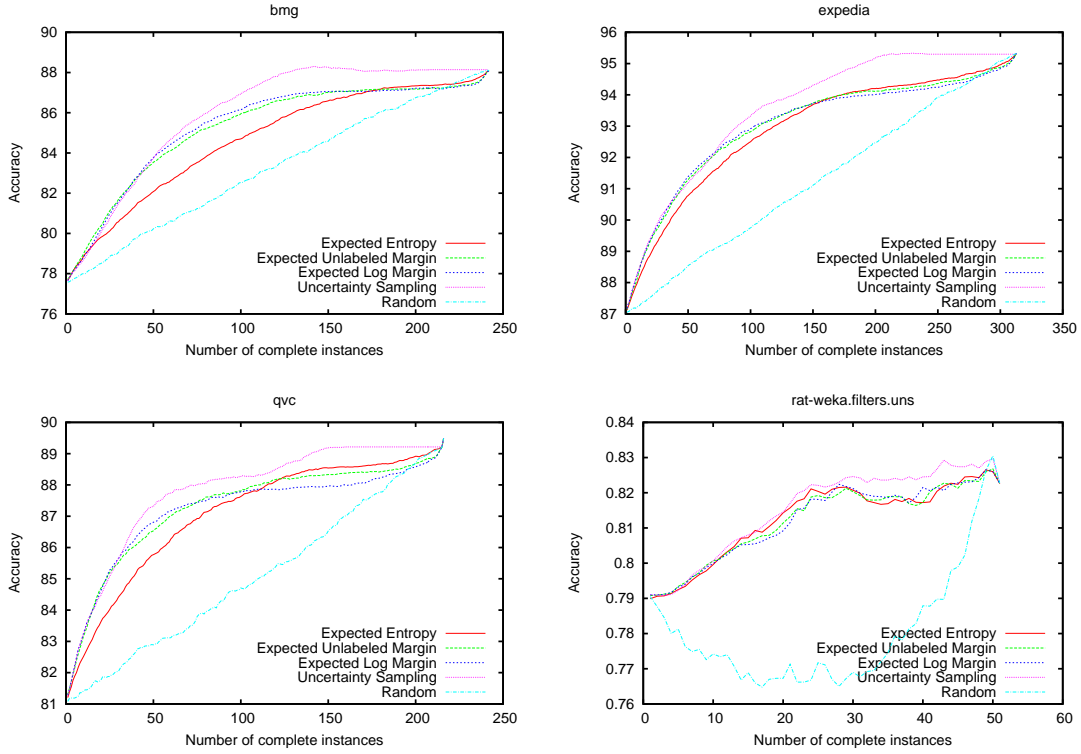 bmg
90
88
86
84
82
80
78
76
0
50
100
150
200
250
Accuracy
Number of complete instances
Expected Entropy
Expected Unlabeled Margin
Expected Log Margin
Uncertainty Sampling
Random
expedia
96
95
94
93
92
91
90
89
88
87
0
50
100
150
200
250
300
350
Accuracy
Number of complete instances
Expected Entropy
Expected Unlabeled Margin
Expected Log Margin
Uncertainty Sampling
Random
qvc
90
89
88
87
86
85
84
83
82
81
0
50
100
150
200
250
Accuracy
Number of complete instances
Expected Entropy
Expected Unlabeled Margin
Expected Log Margin
Uncertainty Sampling
Random
rat-weka.filters.uns
0.84
0.83
0.82
0.81
0.8
0.79
0.78
0.77
0.76
0
10
20
30
40
50
60
Accuracy
Number of complete instances
Expected Entropy
Expected Unlabeled Margin
Expected Log Margin
Uncertainty Sampling
Random